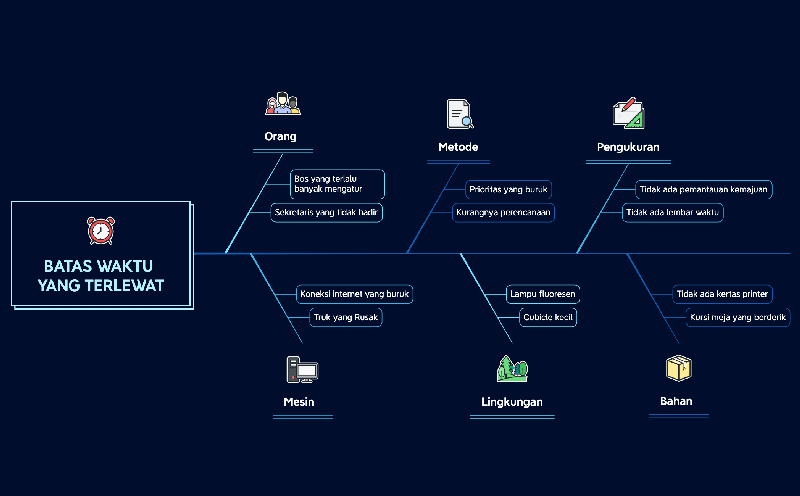 Orang
Metode
Pengukuran
Bos yang terlalu
banyak mengatur
Sekretaris yang tidak hadir
Prioritas yang buruk
Kurangnya perencanaan
Tidak ada pemantauan kemajuan
Tidak ada lembar waktu
BATAS WAKTU
YANG TERLEWAT
Koneksi internet yang buruk
Truk yang Rusak
Lampu fluoresen
Cubicle kecil
Tidak ada kertas printer
Kursi meja yang berderik
Mesin
Lingkungan
Bahan